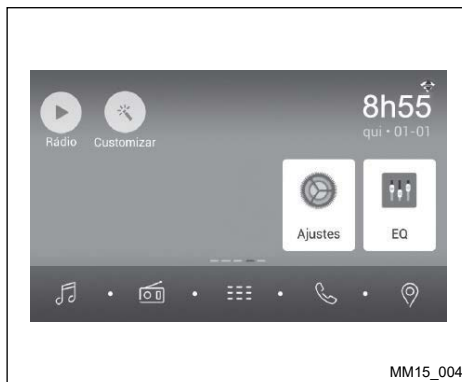 8h55
qui • 01-01
Rádio
Customizar
Ajustes
EQ
MM15_004